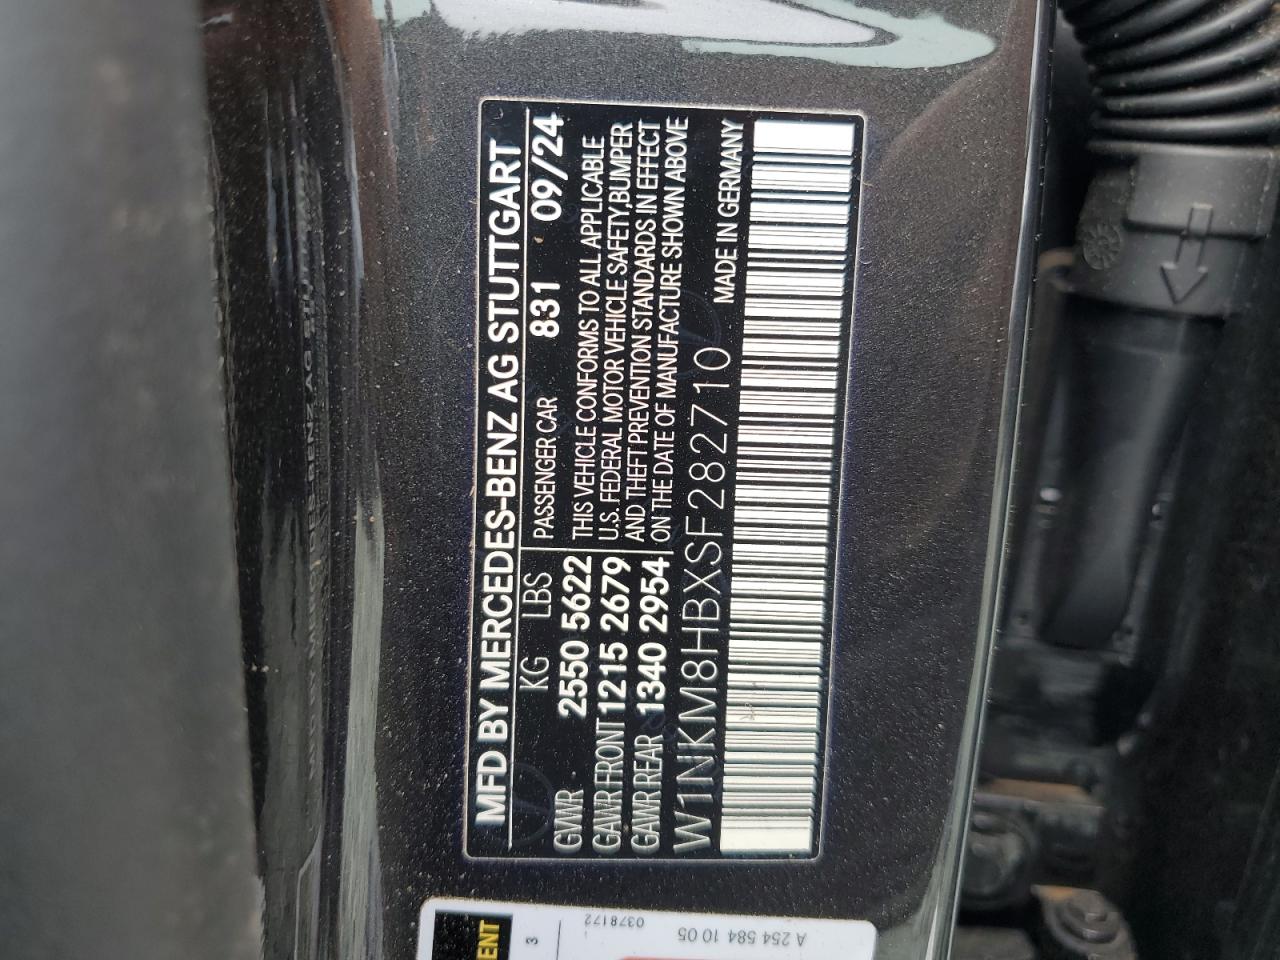 MFD BY MERCEDES-BENZ AG STUTTGART
KG LBS PASSENGER CAR 831 09/24
GVWR 2550 5622
GAWR FRONT 1215 2679
GAWR REAR 1340 2954
THIS VEHICLE CONFORMS TO ALL APPLICABLE
U.S. FEDERAL MOTOR VEHICLE SAFETY,BUMPER
AND THEFT PREVENTION STANDARDS IN EFFECT
ON THE DATE OF MANUFACTURE SHOWN ABOVE
W1NKM8HBXSF282710 MADE IN GERMANY
ENT
3
0378172
A 254 584 10 05